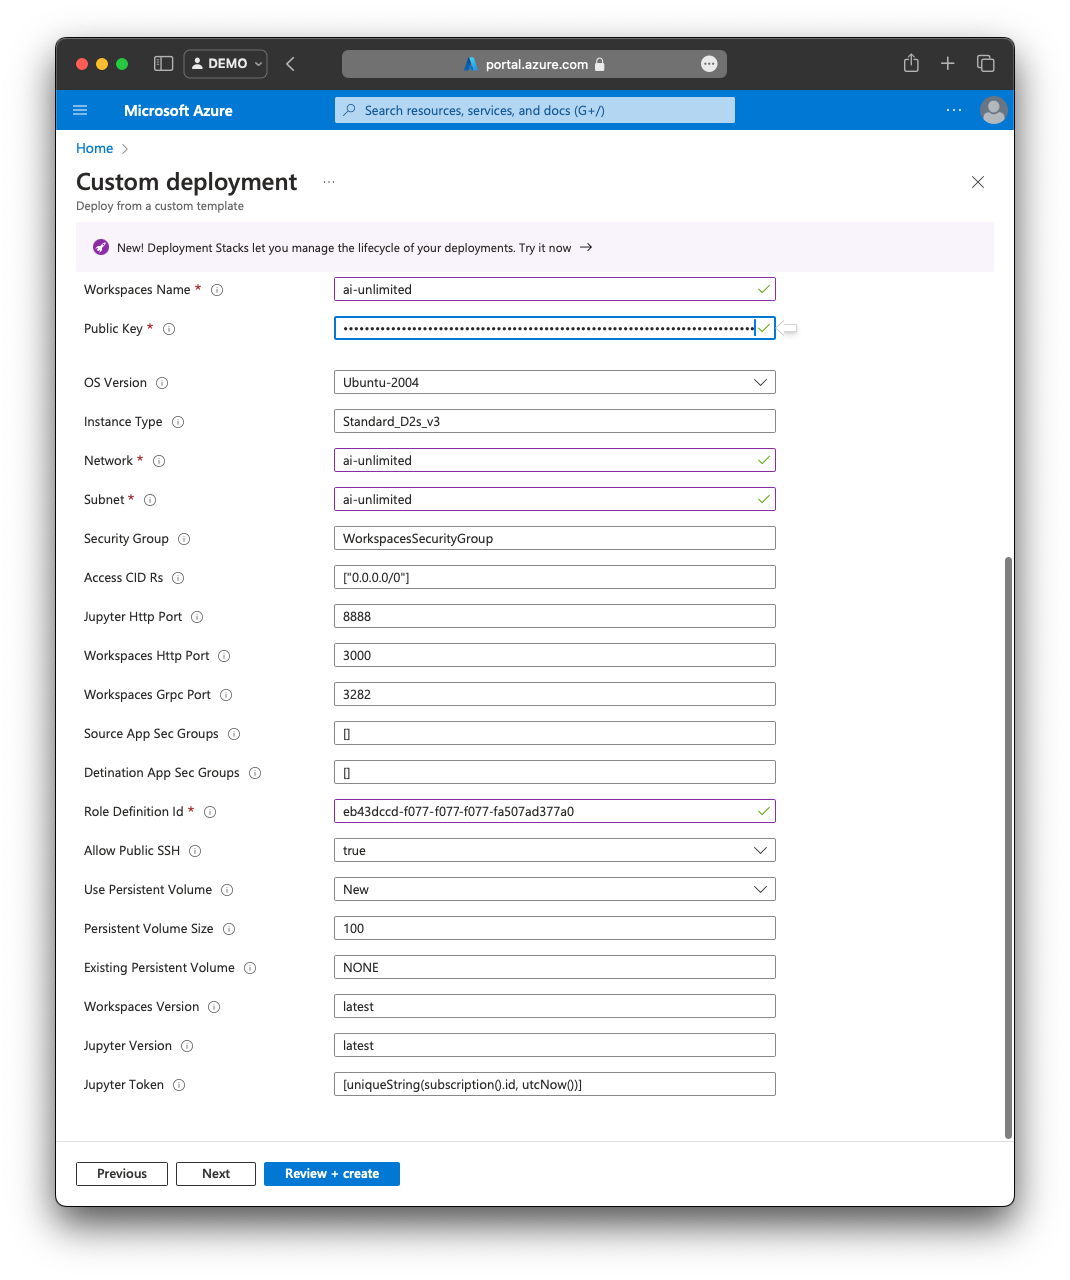 DEMO
portal.azure.com
Microsoft Azure
Search resources, services, and docs (G+/)
Home
Custom deployment
Deploy from a custom template
New! Deployment Stacks let you manage the lifecycle of your deployments. Try it now →
Workspaces Name * ai-unlimited
Public Key *
OS Version Ubuntu-2004
Instance Type Standard_D2s_v3
Network * ai-unlimited
Subnet * ai-unlimited
Security Group WorkspacesSecurityGroup
Access CID Rs ["0.0.0.0/0"]
Jupyter Http Port 8888
Workspaces Http Port 3000
Workspaces Grpc Port 3282
Source App Sec Groups []
Detination App Sec Groups []
Role Definition Id * eb43dccd-f077-f077-f077-fa507ad377a0
Allow Public SSH true
Use Persistent Volume New
Persistent Volume Size 100
Existing Persistent Volume NONE
Workspaces Version latest
Jupyter Version latest
Jupyter Token [uniqueString(subscription().id, utcNow())]
Previous Next Review + create